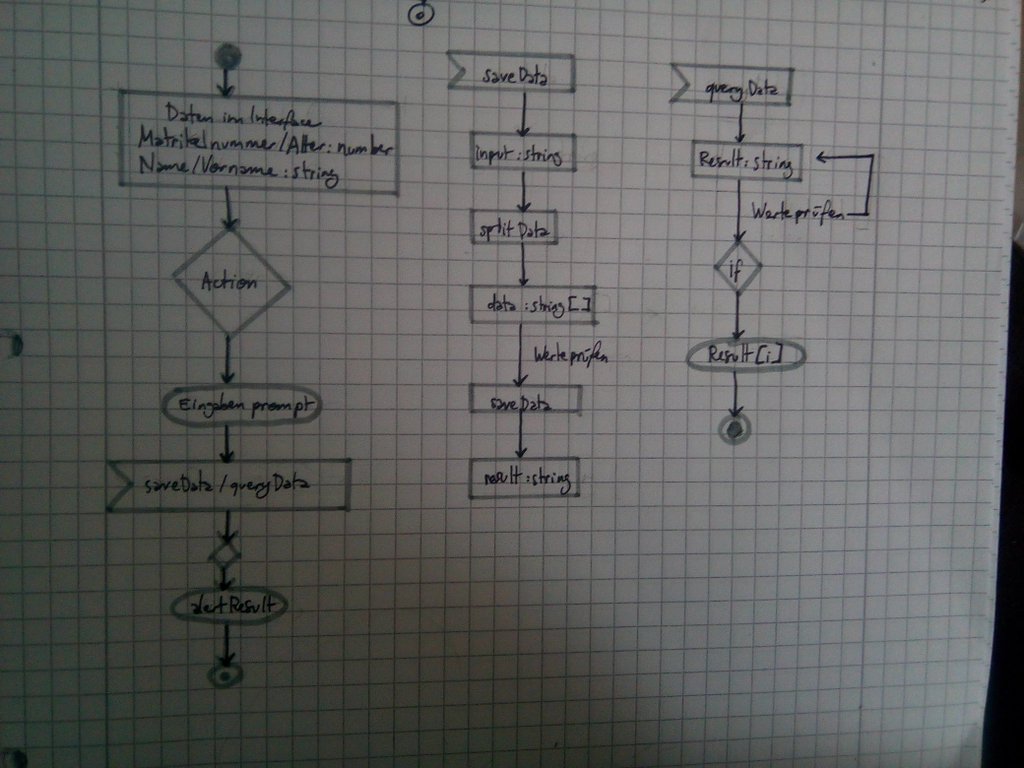 Daten im Interface
Matrikelnummer/Alter: number
Name/Vorname: string
Action
Eingaben prompt
saveData / queryData
alertResult
saveData
input: string
splitData
data: string[]
Werte prüfen
saveData
result: string
queryData
Result: string
Werte prüfen
if
Result[i]